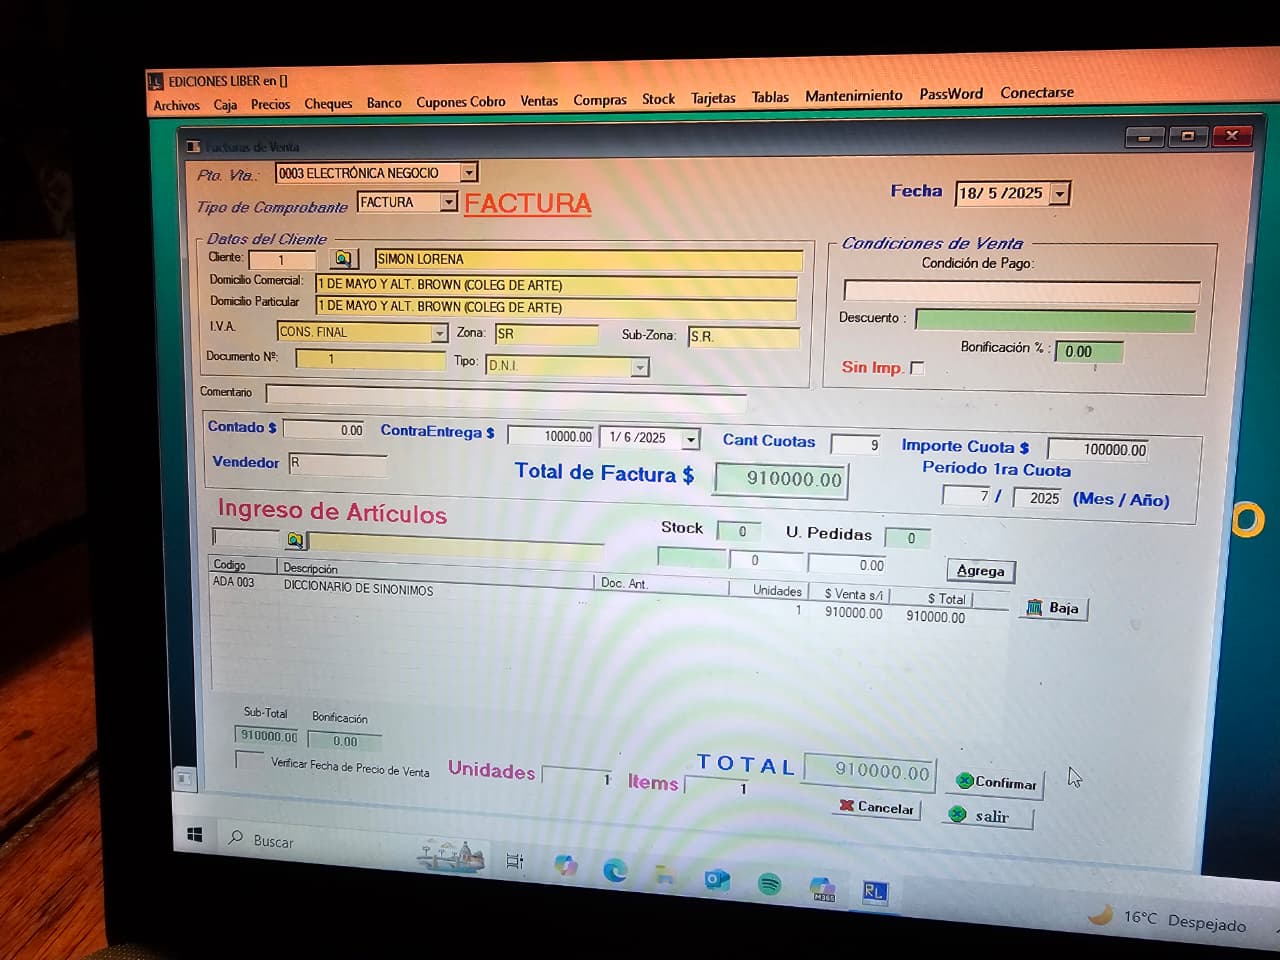 EDICIONES LIBER en []
Archivos Caja Precios Cheques Banco Cupones Cobro Ventas Compras Stock Tarjetas Tablas Mantenimiento PassWord Conectarse
Facturas de Venta
Pto. Vta.: 0003 ELECTRÓNICA NEGOCIO
Fecha 18/ 5 /2025
Tipo de Comprobante FACTURA FACTURA
Datos del Cliente
Cliente: 1 SIMON LORENA
Domicilio Comercial: 1 DE MAYO Y ALT. BROWN (COLEG DE ARTE)
Domicilio Particular 1 DE MAYO Y ALT. BROWN (COLEG DE ARTE)
I.V.A. CONS. FINAL Zona: SR Sub-Zona: S.R.
Documento Nº: 1 Tipo: D.N.I.
Condiciones de Venta
Condición de Pago:
Descuento :
Bonificación % : 0.00
Sin Imp.
Comentario
Contado $ 0.00 ContraEntrega $ 10000.00 1/ 6 /2025 Cant Cuotas 9 Importe Cuota $ 100000.00
Vendedor R Total de Factura $ 910000.00 Período 1ra Cuota
7 / 2025 (Mes / Año)
Ingreso de Artículos
Stock 0 U. Pedidas 0
0 0.00 Agrega
Codigo Descripción Doc. Ant. Unidades $ Venta s/i $ Total
ADA 003 DICCIONARIO DE SINONIMOS 1 910000.00 910000.00
Baja
Sub-Total Bonificación
910000.00 0.00
Verificar Fecha de Precio de Venta
Unidades 1 Items 1
TOTAL 910000.00
Confirmar
Cancelar salir
Buscar
M365
RL
16°C Despejado